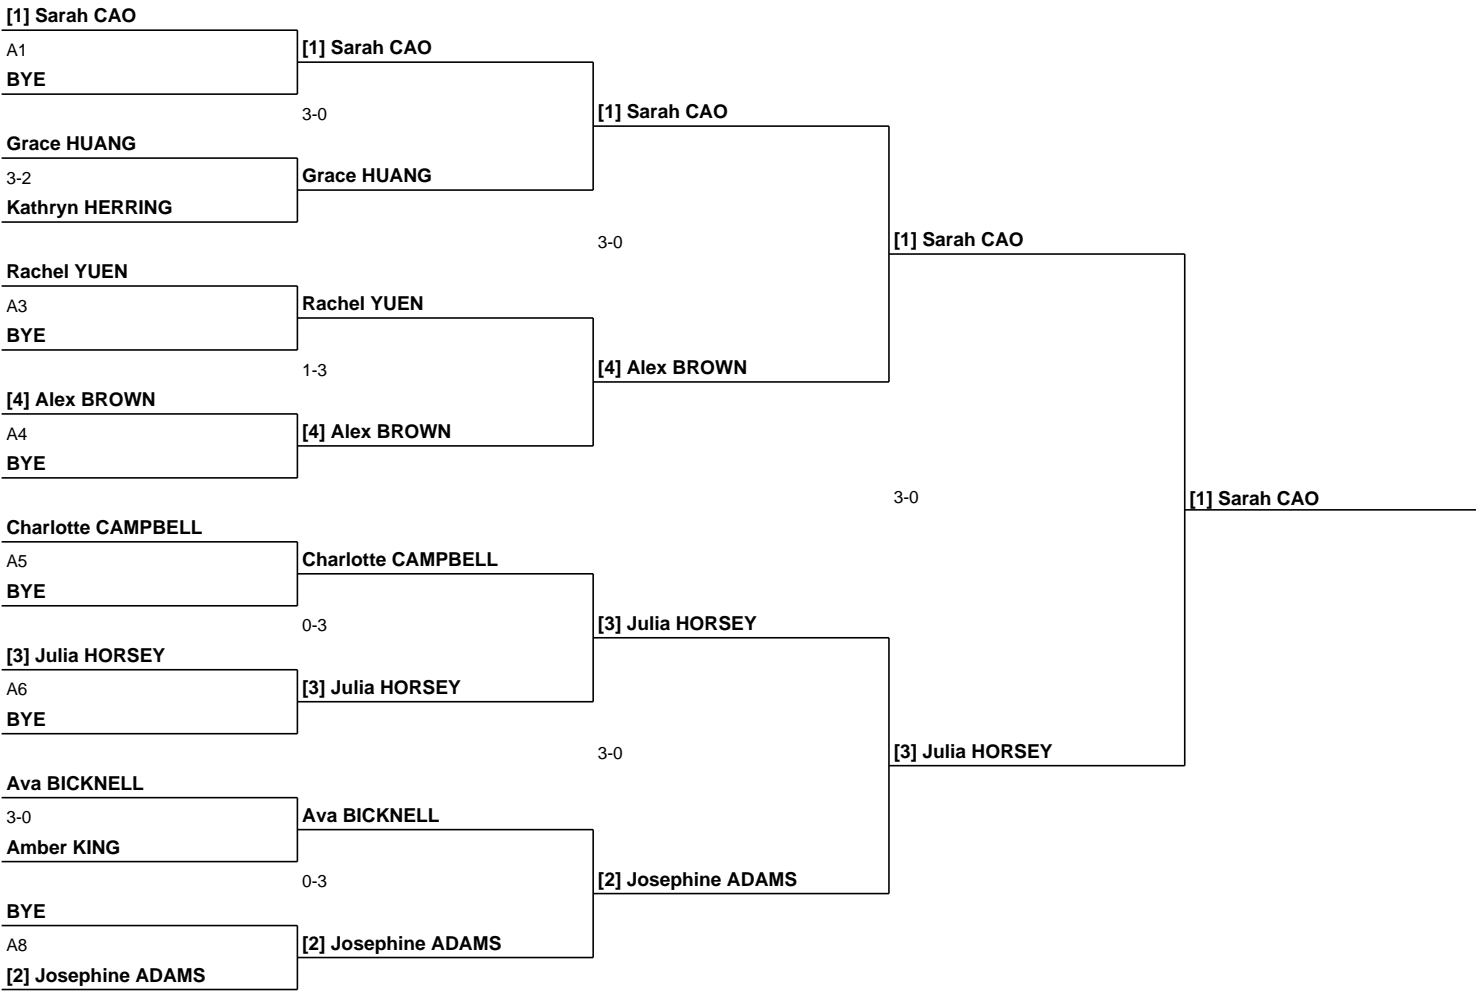 [1] Sarah CAO
A1
BYE
Grace HUANG
3-2
Kathryn HERRING
Rachel YUEN
A3
BYE
[4] Alex BROWN
A4
BYE
Charlotte CAMPBELL
A5
BYE
[3] Julia HORSEY
A6
BYE
Ava BICKNELL
3-0
Amber KING
BYE
A8
[2] Josephine ADAMS
[1] Sarah CAO
3-0
Grace HUANG
Rachel YUEN
1-3
[4] Alex BROWN
Charlotte CAMPBELL
0-3
[3] Julia HORSEY
Ava BICKNELL
0-3
[2] Josephine ADAMS
[1] Sarah CAO
3-0
[4] Alex BROWN
[3] Julia HORSEY
3-0
[2] Josephine ADAMS
[1] Sarah CAO
3-0
[3] Julia HORSEY
[1] Sarah CAO